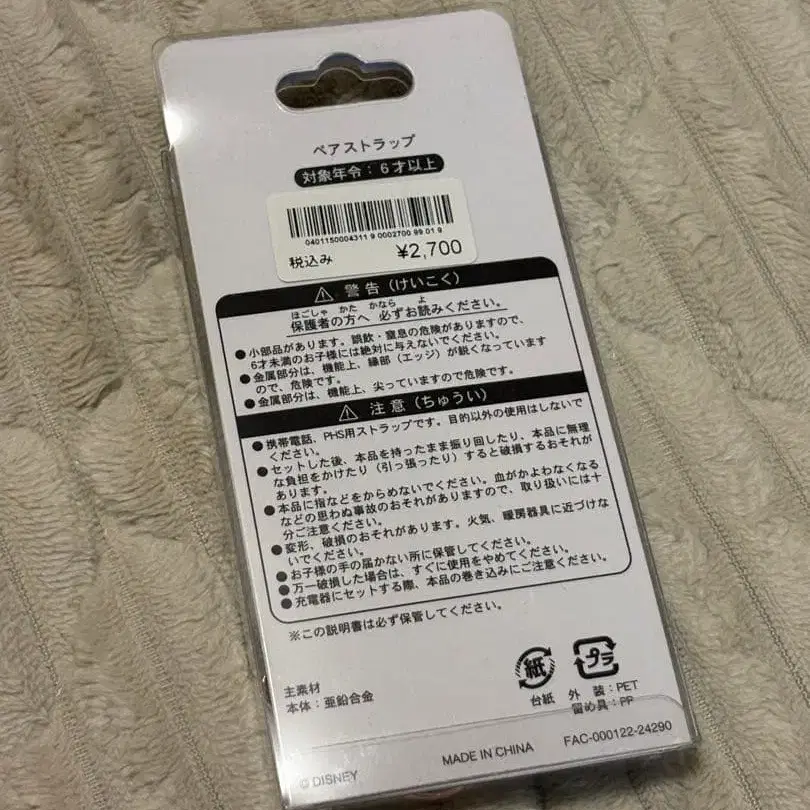 ペアストラップ
対象年令：6才以上
0401150004311 9 0002700 99 01 9
税込み ¥2,700
警告（けいこく）
ほごしゃ かた かなら よ
保護者の方へ 必ずお読みください。
●小部品があります。誤飲・窒息の危険がありますので、
6才未満のお子様には絶対に与えないでください。
●金属部分は、機能上、縁部（エッジ）が鋭くなっています
ので、危険です。
●金属部分は、機能上、尖っていますので危険です。
注意（ちゅうい）
●携帯電話、PHS用ストラップです。目的以外の使用はしないで
ください。
●セットした後、本品を持ったまま振り回したり、本品に無理
な負担をかけたり（引っ張ったり）すると破損するおそれが
あります。
●本品に指などをからめないでください。血がかよわなくなる
などの思わぬ事故のおそれがありますので、取り扱いには十
分ご注意ください。
●変形、破損のおそれがあります。火気、暖房器具に近づけな
いでください。
●お子様の手の届かない所に保管してください。
●万一破損した場合は、すぐに使用をやめてください。
●充電器にセットする際、本品の巻き込みにご注意ください。
※この説明書は必ず保管してください。
主素材
本体：亜鉛合金
紙 プラ
台紙 外 装：PET
留め具：PP
© DISNEY MADE IN CHINA FAC-000122-24290